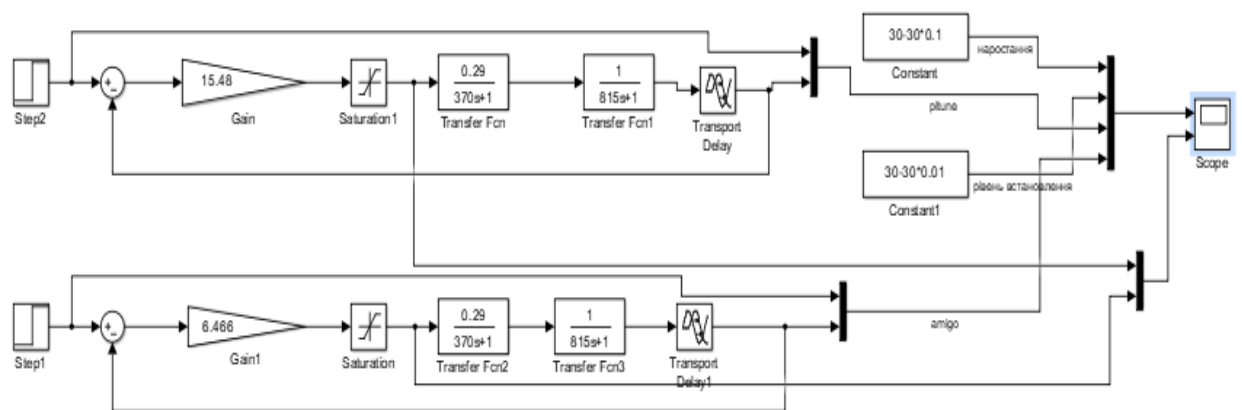 30-30*0.1
наростання
Constant
Step2
+
_
15.48
Gain
Saturation1
0.29
370s+1
Transfer Fcn
1
815s+1
Transfer Fcn1
Transport
Delay
pitune
30-30*0.01
рівень встановлення
Constant1
Scope
Step1
+
_
6.466
Gain1
Saturation
0.29
370s+1
Transfer Fcn2
1
815s+1
Transfer Fcn3
Transport
Delay1
amigo